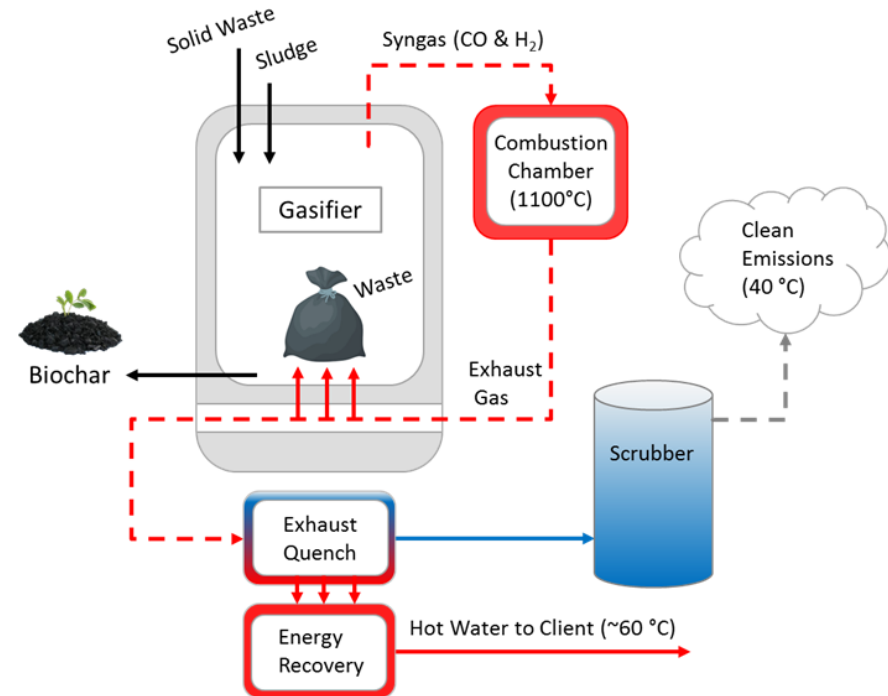 Solid Waste
Sludge
Syngas (CO & H₂)
Combustion
Chamber
(1100°C)
Gasifier
Waste
Clean
Emissions
(40 °C)
Biochar
Exhaust
Gas
Scrubber
Exhaust
Quench
Energy
Recovery
Hot Water to Client (~60 °C)